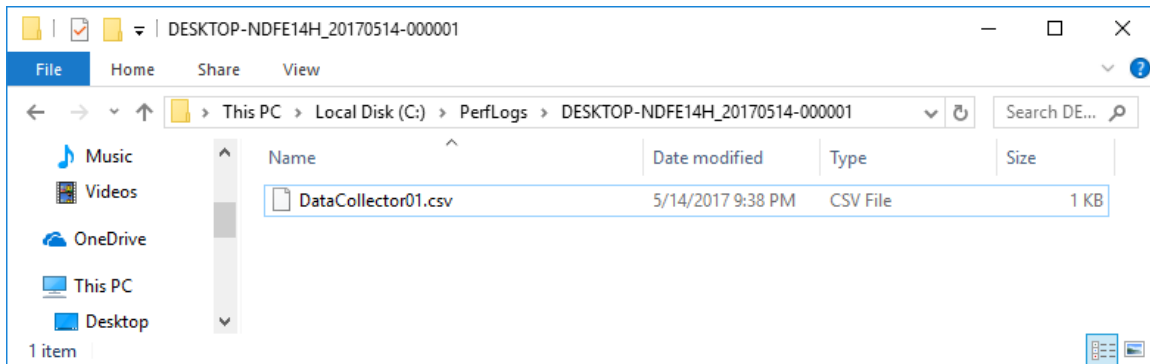 DESKTOP-NDFE14H_20170514-000001
File Home Share View ?
This PC > Local Disk (C:) > PerfLogs > DESKTOP-NDFE14H_20170514-000001 Search DE...
Music
Videos
OneDrive
This PC
Desktop
Name Date modified Type Size
DataCollector01.csv 5/14/2017 9:38 PM CSV File 1 KB
1 item